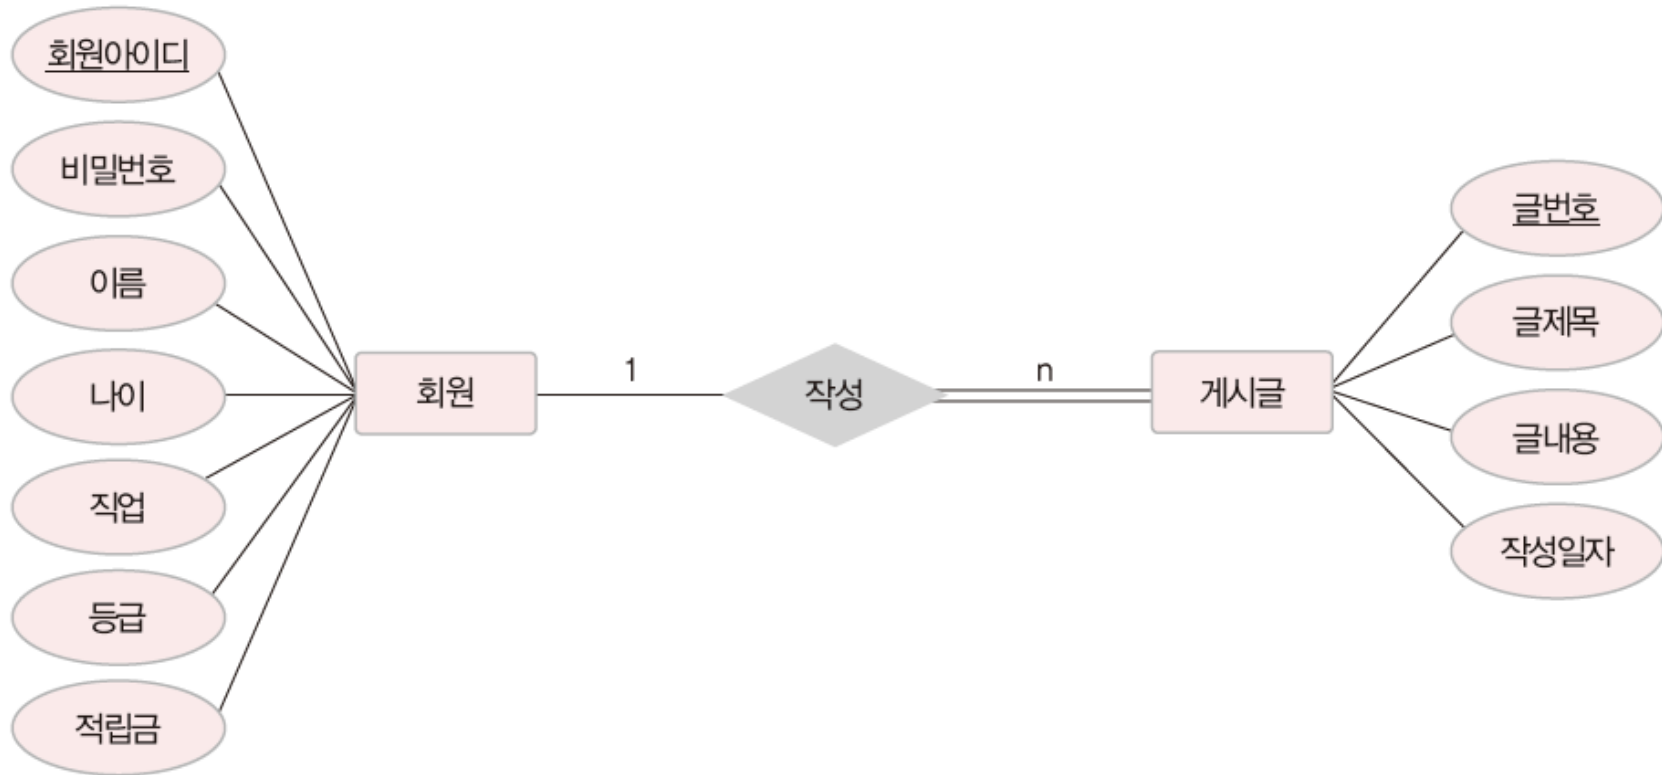 회원아이디
비밀번호
이름
나이
직업
등급
적립금
회원
1
작성
n
게시글
글번호
글제목
글내용
작성일자